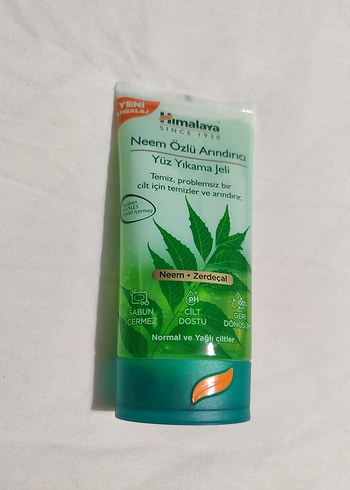 YENİ
AMBALAJ
Himalaya
SINCE 1930
Neem Özlü Arındırıcı
Yüz Yıkama Jeli
Temiz, problemsiz bir
cilt için temizler ve arındırır.
içermez
Neem • Zerdeçal
SABUN
İÇERMEZ
PH
CİLT
DOSTU
GERİ
DÖNÜŞÜM
Normal ve Yağlı ciltler